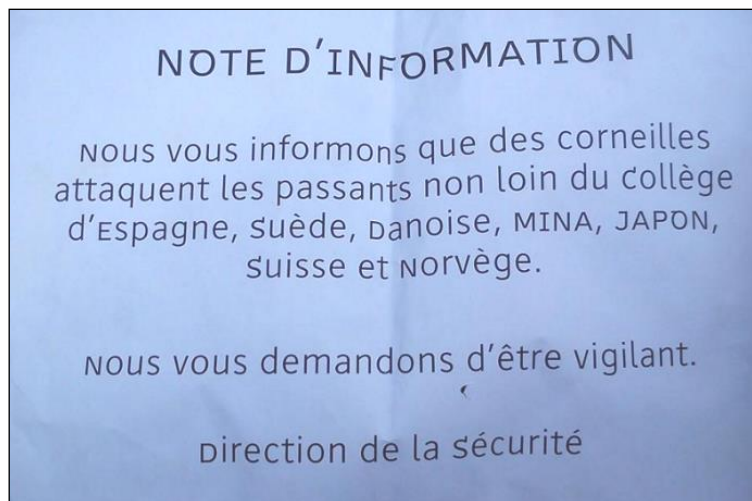 NOTE D'INFORMATION
Nous vous informons que des corneilles
attaquent les passants non loin du Collège
d'Espagne, Suède, Danoise, MINA, JAPON,
Suisse et Norvège.
Nous vous demandons d'être vigilant.
Direction de la Sécurité